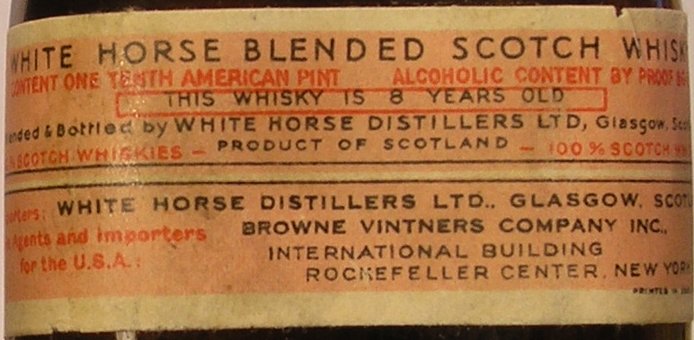 WHITE HORSE BLENDED SCOTCH WHISK
CONTENT ONE TENTH AMERICAN PINT ALCOHOLIC CONTENT BY PROOF
THIS WHISKY IS 8 YEARS OLD
ended & Bottled by WHITE HORSE DISTILLERS LTD, Glasgow, Sco
SCOTCH WHISKIES – PRODUCT OF SCOTLAND – 100% SCOTCH
orters: WHITE HORSE DISTILLERS LTD., GLASGOW, SCOT
Agents and Importers BROWNE VINTNERS COMPANY INC.,
for the U.S.A.: INTERNATIONAL BUILDING
ROCKEFELLER CENTER, NEW YORK
PRINTED IN